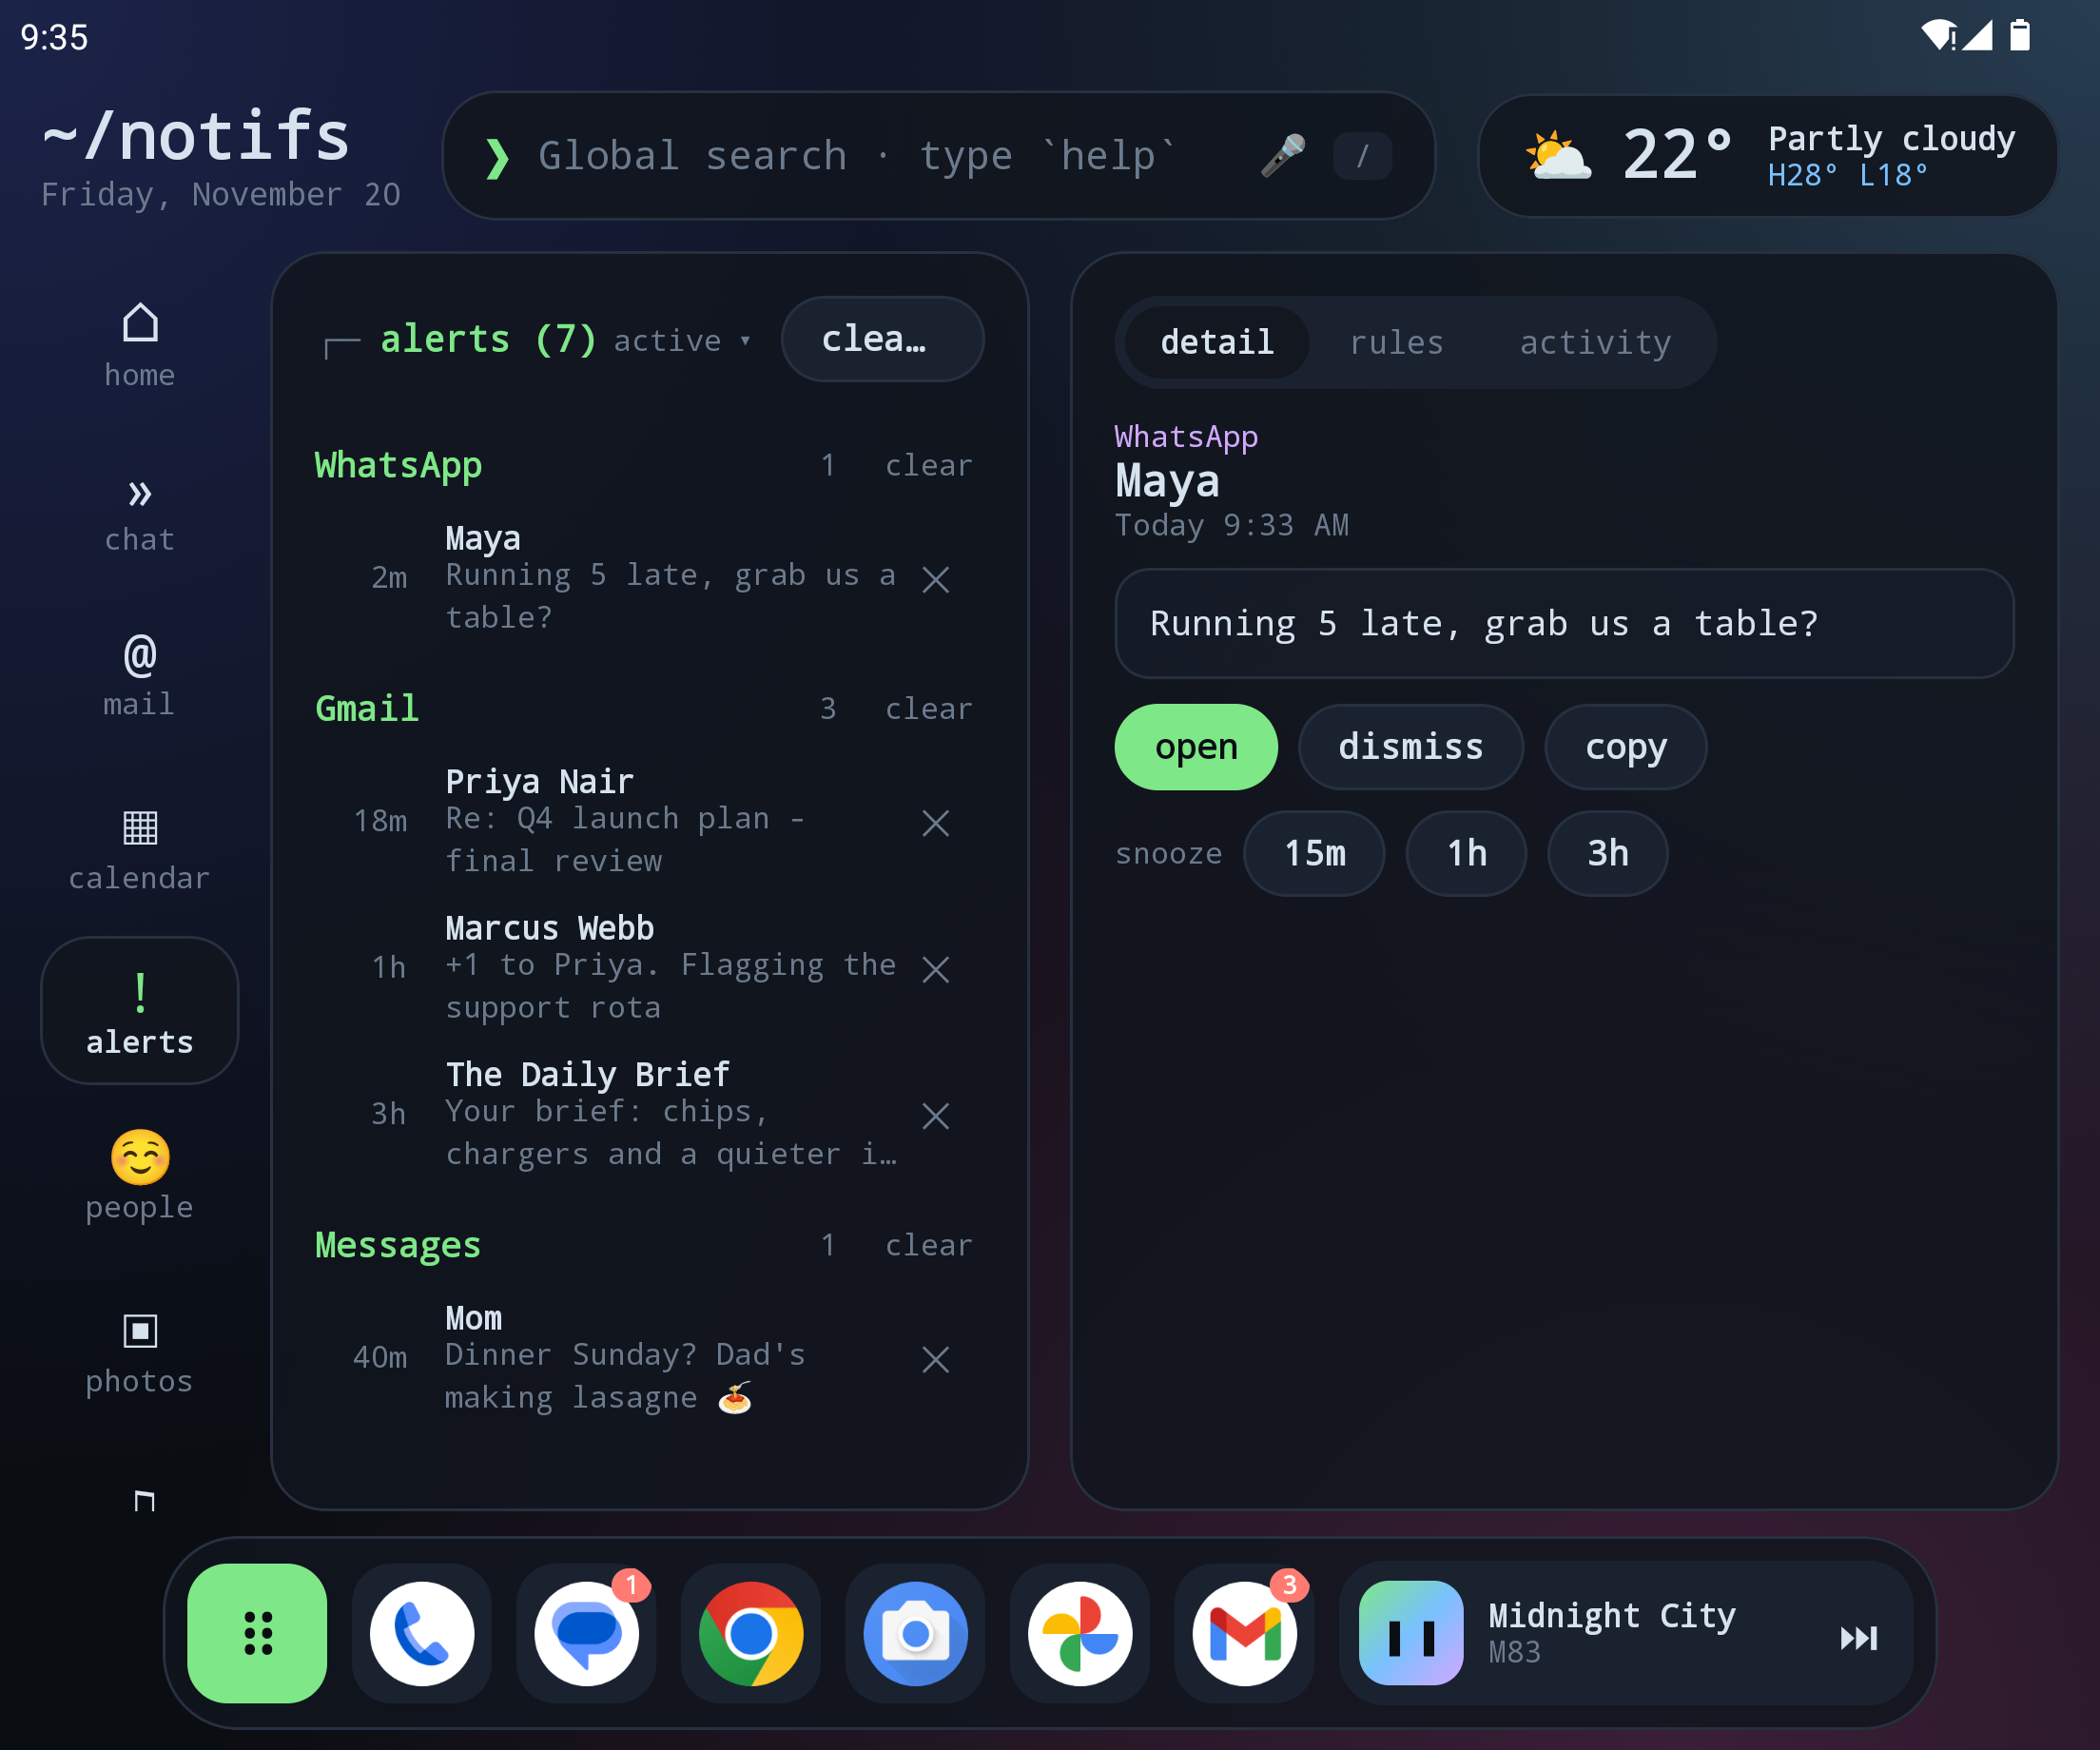 9:35
~/notifs
Friday, November 20
❯ Global search · type `help`
/
22°
Partly cloudy
H28° L18°
home
» chat
@ mail
calendar
! alerts
people
photos
alerts (7) active ▾ clea…
WhatsApp 1 clear
Maya
2m
Running 5 late, grab us a
table?
Gmail 3 clear
Priya Nair
18m
Re: Q4 launch plan –
final review
Marcus Webb
1h
+1 to Priya. Flagging the
support rota
The Daily Brief
3h
Your brief: chips,
chargers and a quieter i…
Messages 1 clear
Mom
40m
Dinner Sunday? Dad's
making lasagne 🍝
detail rules activity
WhatsApp
Maya
Today 9:33 AM
Running 5 late, grab us a table?
open dismiss copy
snooze 15m 1h 3h
1
3
Midnight City
M83